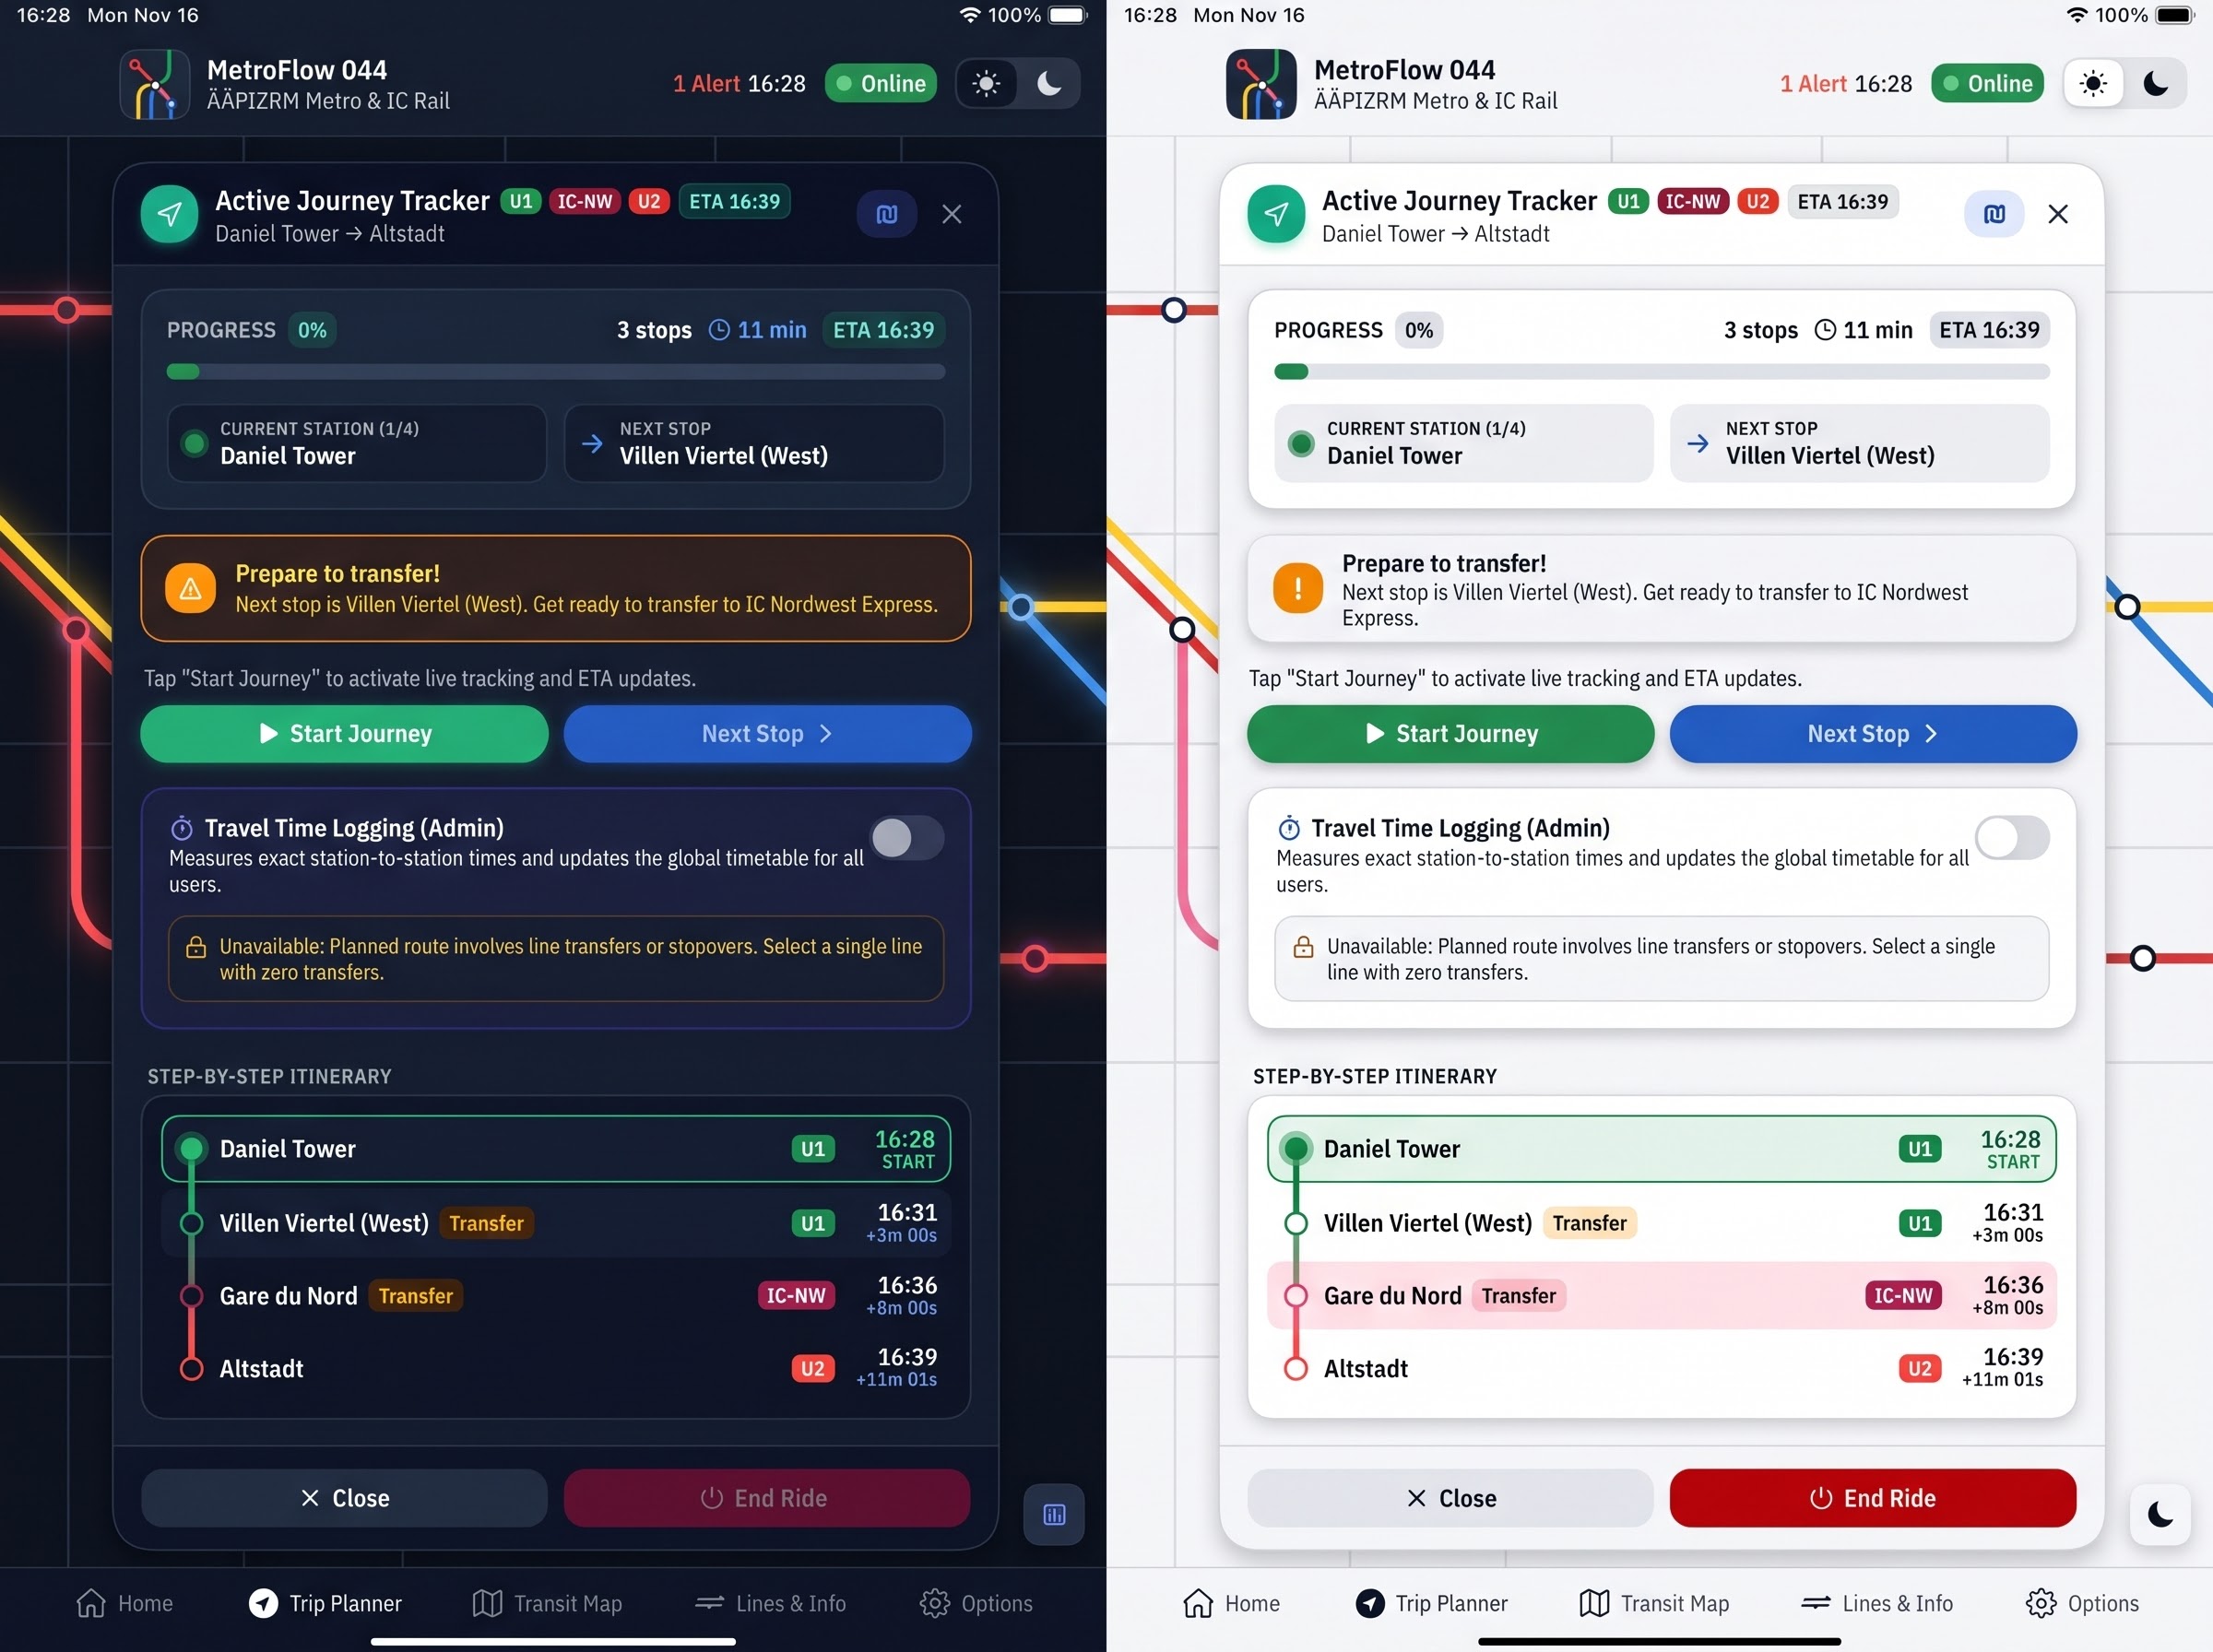 16:28 Mon Nov 16
100%
MetroFlow 044
ÄÄPIZRM Metro & IC Rail
1 Alert 16:28
Online
Active Journey Tracker U1 IC-NW U2 ETA 16:39
Daniel Tower → Altstadt
PROGRESS 0%
3 stops 11 min ETA 16:39
CURRENT STATION (1/4)
Daniel Tower
NEXT STOP
Villen Viertel (West)
Prepare to transfer!
Next stop is Villen Viertel (West). Get ready to transfer to IC Nordwest Express.
Tap "Start Journey" to activate live tracking and ETA updates.
Start Journey
Next Stop
Travel Time Logging (Admin)
Measures exact station-to-station times and updates the global timetable for all
users.
Unavailable: Planned route involves line transfers or stopovers. Select a single line
with zero transfers.
STEP-BY-STEP ITINERARY
Daniel Tower U1 16:28
START
Villen Viertel (West) Transfer U1 16:31
+3m 00s
Gare du Nord Transfer IC-NW 16:36
+8m 00s
Altstadt U2 16:39
+11m 01s
Close
End Ride
Home
Trip Planner
Transit Map
Lines & Info
Options
16:28 Mon Nov 16
100%
MetroFlow 044
ÄÄPIZRM Metro & IC Rail
1 Alert 16:28
Online
Active Journey Tracker U1 IC-NW U2 ETA 16:39
Daniel Tower → Altstadt
PROGRESS 0%
3 stops 11 min ETA 16:39
CURRENT STATION (1/4)
Daniel Tower
NEXT STOP
Villen Viertel (West)
Prepare to transfer!
Next stop is Villen Viertel (West). Get ready to transfer to IC Nordwest
Express.
Tap "Start Journey" to activate live tracking and ETA updates.
Start Journey
Next Stop
Travel Time Logging (Admin)
Measures exact station-to-station times and updates the global timetable for all
users.
Unavailable: Planned route involves line transfers or stopovers. Select a single
line with zero transfers.
STEP-BY-STEP ITINERARY
Daniel Tower U1 16:28
START
Villen Viertel (West) Transfer U1 16:31
+3m 00s
Gare du Nord Transfer IC-NW 16:36
+8m 00s
Altstadt U2 16:39
+11m 01s
Close
End Ride
Home
Trip Planner
Transit Map
Lines & Info
Options